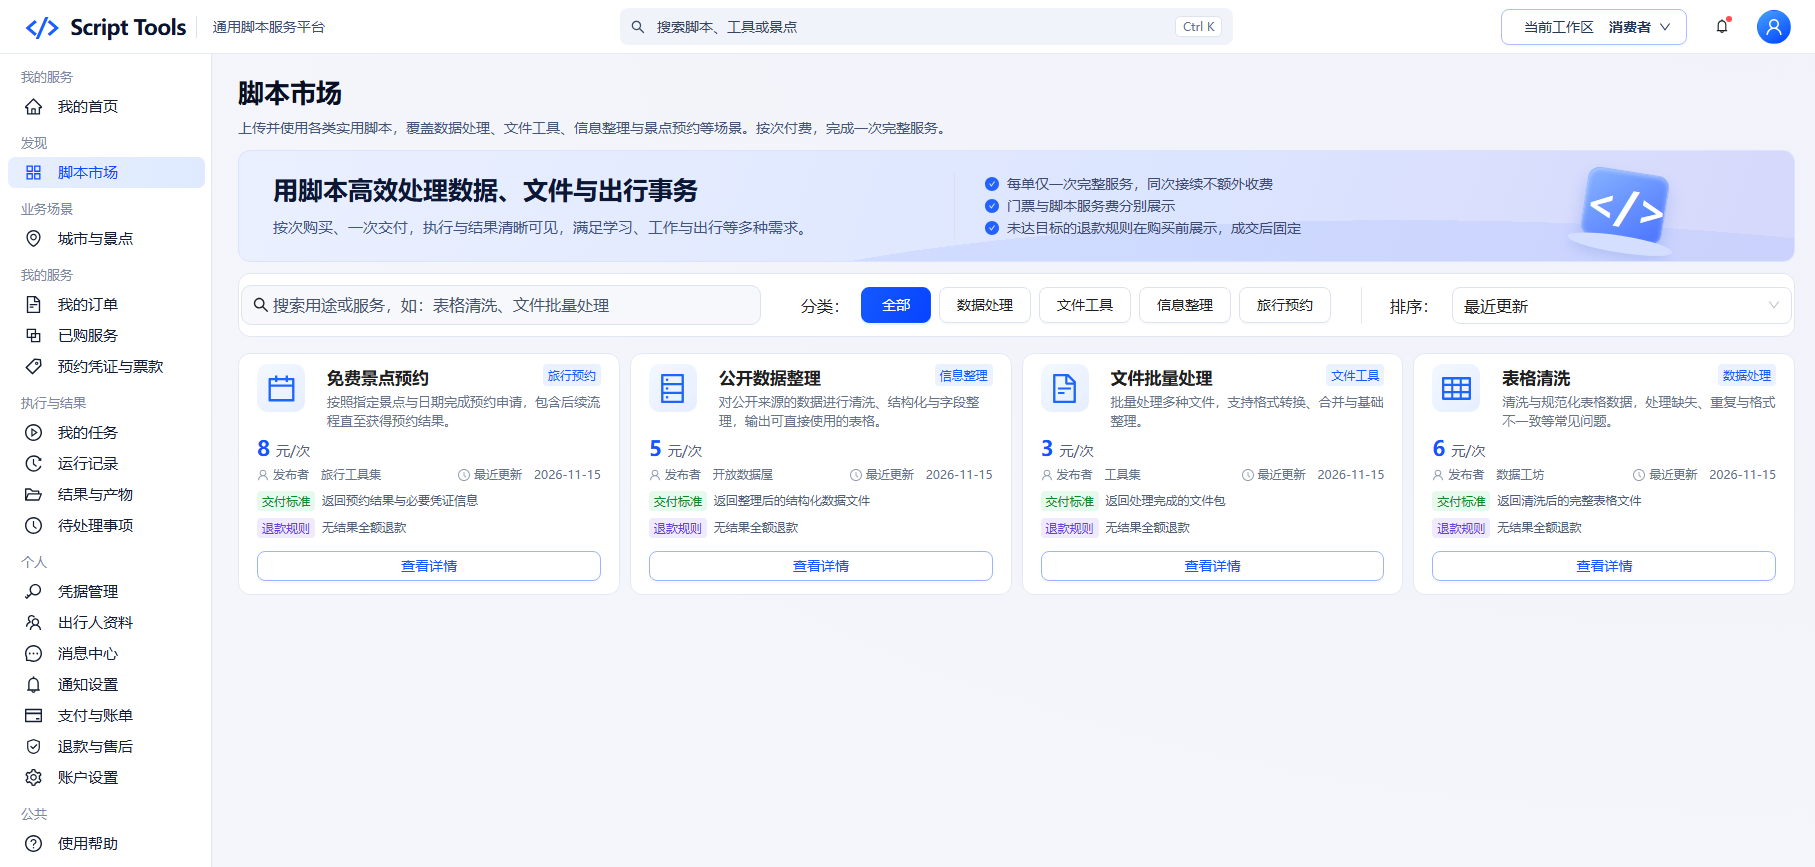 </> Script Tools 通用脚本服务平台
搜索脚本、工具或景点 Ctrl K
当前工作区 消费者
我的服务
我的首页
发现
脚本市场
业务场景
城市与景点
我的服务
我的订单
已购服务
预约凭证与票款
执行与结果
我的任务
运行记录
结果与产物
待处理事项
个人
凭据管理
出行人资料
消息中心
通知设置
支付与账单
退款与售后
账户设置
公共
使用帮助
脚本市场
上传并使用各类实用脚本，覆盖数据处理、文件工具、信息整理与景点预约等场景。按次付费，完成一次完整服务。
用脚本高效处理数据、文件与出行事务
按次购买、一次交付，执行与结果清晰可见，满足学习、工作与出行等多种需求。
每单仅一次完整服务，同次接续不额外收费
门票与脚本服务费分别展示
未达目标的退款规则在购买前展示，成交后固定
</>
搜索用途或服务，如：表格清洗、文件批量处理
分类： 全部 数据处理 文件工具 信息整理 旅行预约
排序： 最近更新
免费景点预约 旅行预约
按照指定景点与日期完成预约申请，包含后续流
程直至获得预约结果。
8 元/次
发布者 旅行工具集 最近更新 2026-11-15
交付标准 返回预约结果与必要凭证信息
退款规则 无结果全额退款
查看详情
公开数据整理 信息整理
对公开来源的数据进行清洗、结构化与字段整
理，输出可直接使用的表格。
5 元/次
发布者 开放数据屋 最近更新 2026-11-15
交付标准 返回整理后的结构化数据文件
退款规则 无结果全额退款
查看详情
文件批量处理 文件工具
批量处理多种文件，支持格式转换、合并与基础
整理。
3 元/次
发布者 工具集 最近更新 2026-11-15
交付标准 返回处理完成的文件包
退款规则 无结果全额退款
查看详情
表格清洗 数据处理
清洗与规范化表格数据，处理缺失、重复与格式
不一致等常见问题。
6 元/次
发布者 数据工坊 最近更新 2026-11-15
交付标准 返回清洗后的完整表格文件
退款规则 无结果全额退款
查看详情